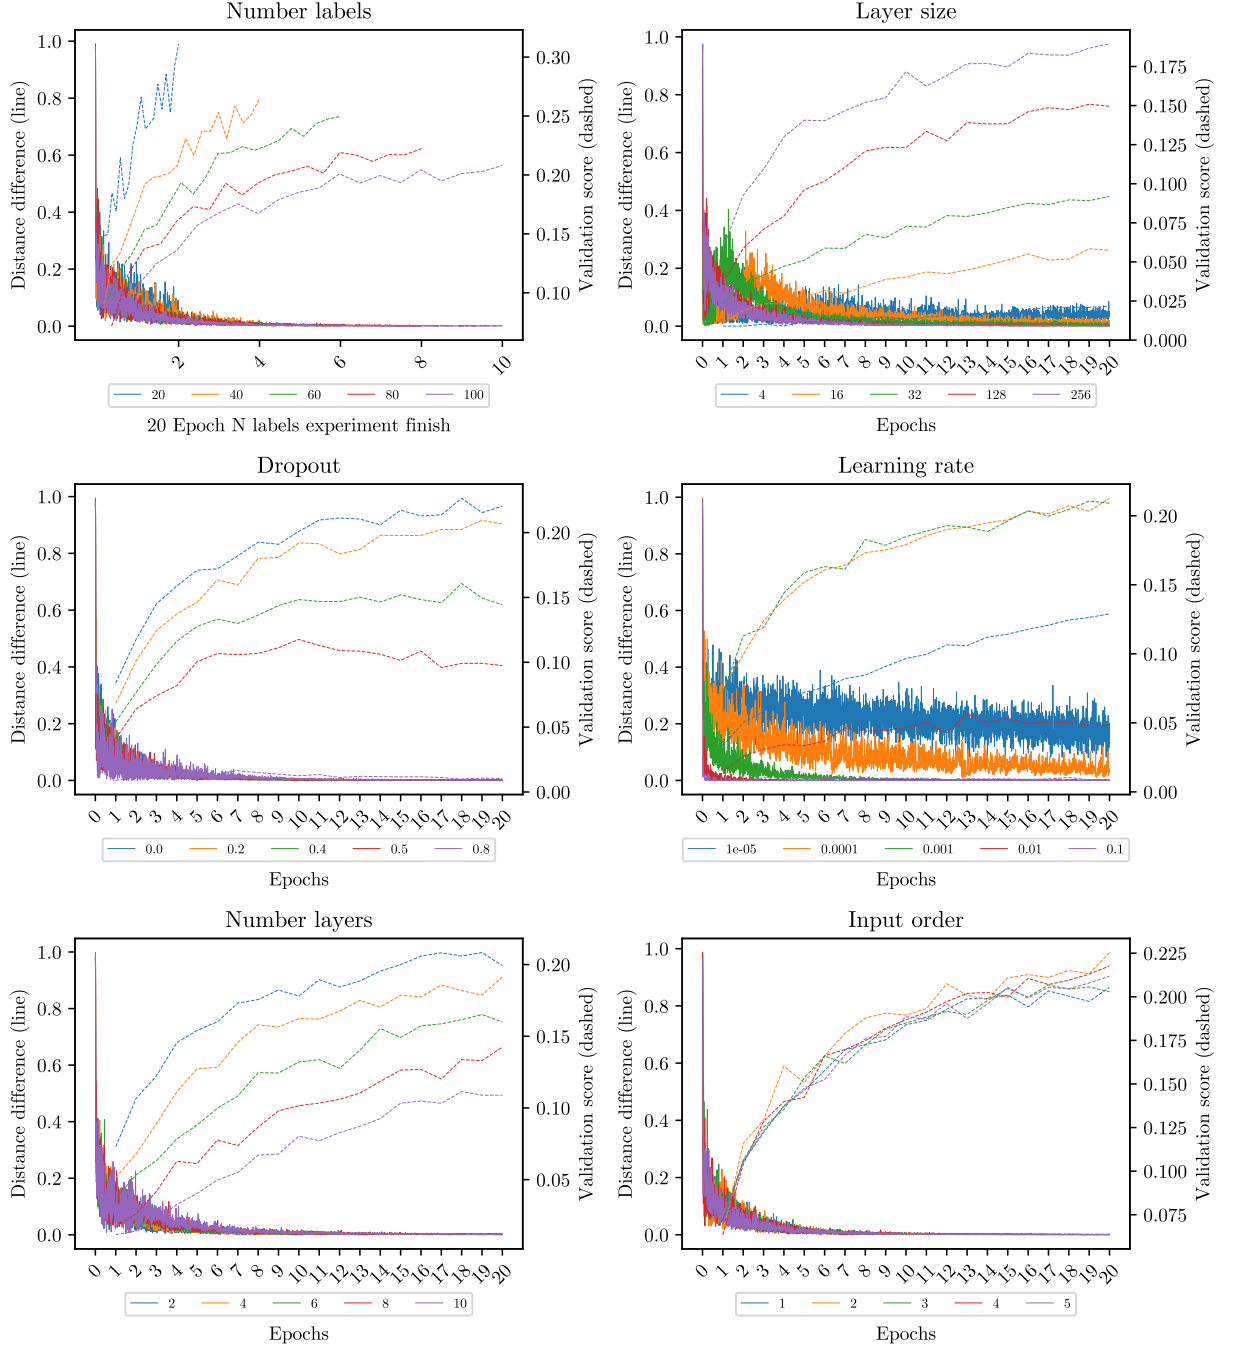 Number labels
Distance difference (line)
1.0
0.8
0.6
0.4
0.2
0.0
0.30
0.25
0.20
0.15
0.10
Validation score (dashed)
2 4 6 8 10
20 40 60 80 100
20 Epoch N labels experiment finish
Layer size
Distance difference (line)
1.0
0.8
0.6
0.4
0.2
0.0
0.175
0.150
0.125
0.100
0.075
0.050
0.025
0.000
Validation score (dashed)
0 1 2 3 4 5 6 7 8 9 10 11 12 13 14 15 16 17 18 19 20
4 16 32 128 256
Epochs
Dropout
Distance difference (line)
1.0
0.8
0.6
0.4
0.2
0.0
0.20
0.15
0.10
0.05
0.00
Validation score (dashed)
0 1 2 3 4 5 6 7 8 9 10 11 12 13 14 15 16 17 18 19 20
0.0 0.2 0.4 0.5 0.8
Epochs
Learning rate
Distance difference (line)
1.0
0.8
0.6
0.4
0.2
0.0
0.20
0.15
0.10
0.05
0.00
Validation score (dashed)
0 1 2 3 4 5 6 7 8 9 10 11 12 13 14 15 16 17 18 19 20
1e-05 0.0001 0.001 0.01 0.1
Epochs
Number layers
Distance difference (line)
1.0
0.8
0.6
0.4
0.2
0.0
0.20
0.15
0.10
0.05
Validation score (dashed)
0 1 2 3 4 5 6 7 8 9 10 11 12 13 14 15 16 17 18 19 20
2 4 6 8 10
Epochs
Input order
Distance difference (line)
1.0
0.8
0.6
0.4
0.2
0.0
0.225
0.200
0.175
0.150
0.125
0.100
0.075
Validation score (dashed)
0 1 2 3 4 5 6 7 8 9 10 11 12 13 14 15 16 17 18 19 20
1 2 3 4 5
Epochs